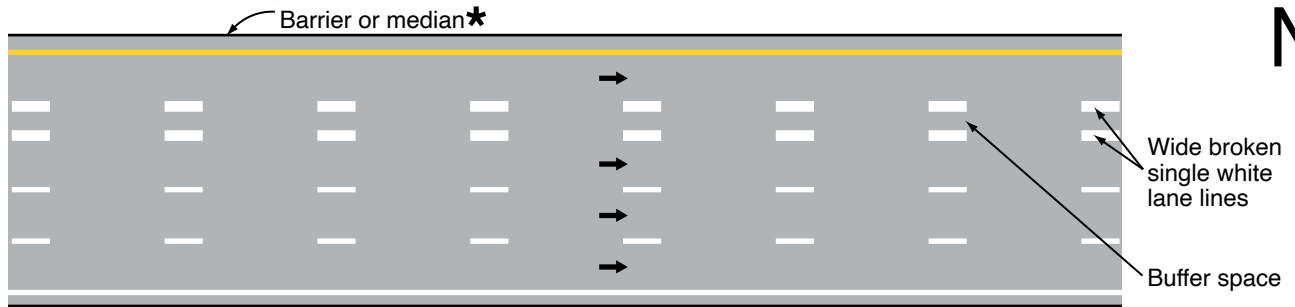 Barrier or median*
N
Wide broken
single white
lane lines
Buffer space